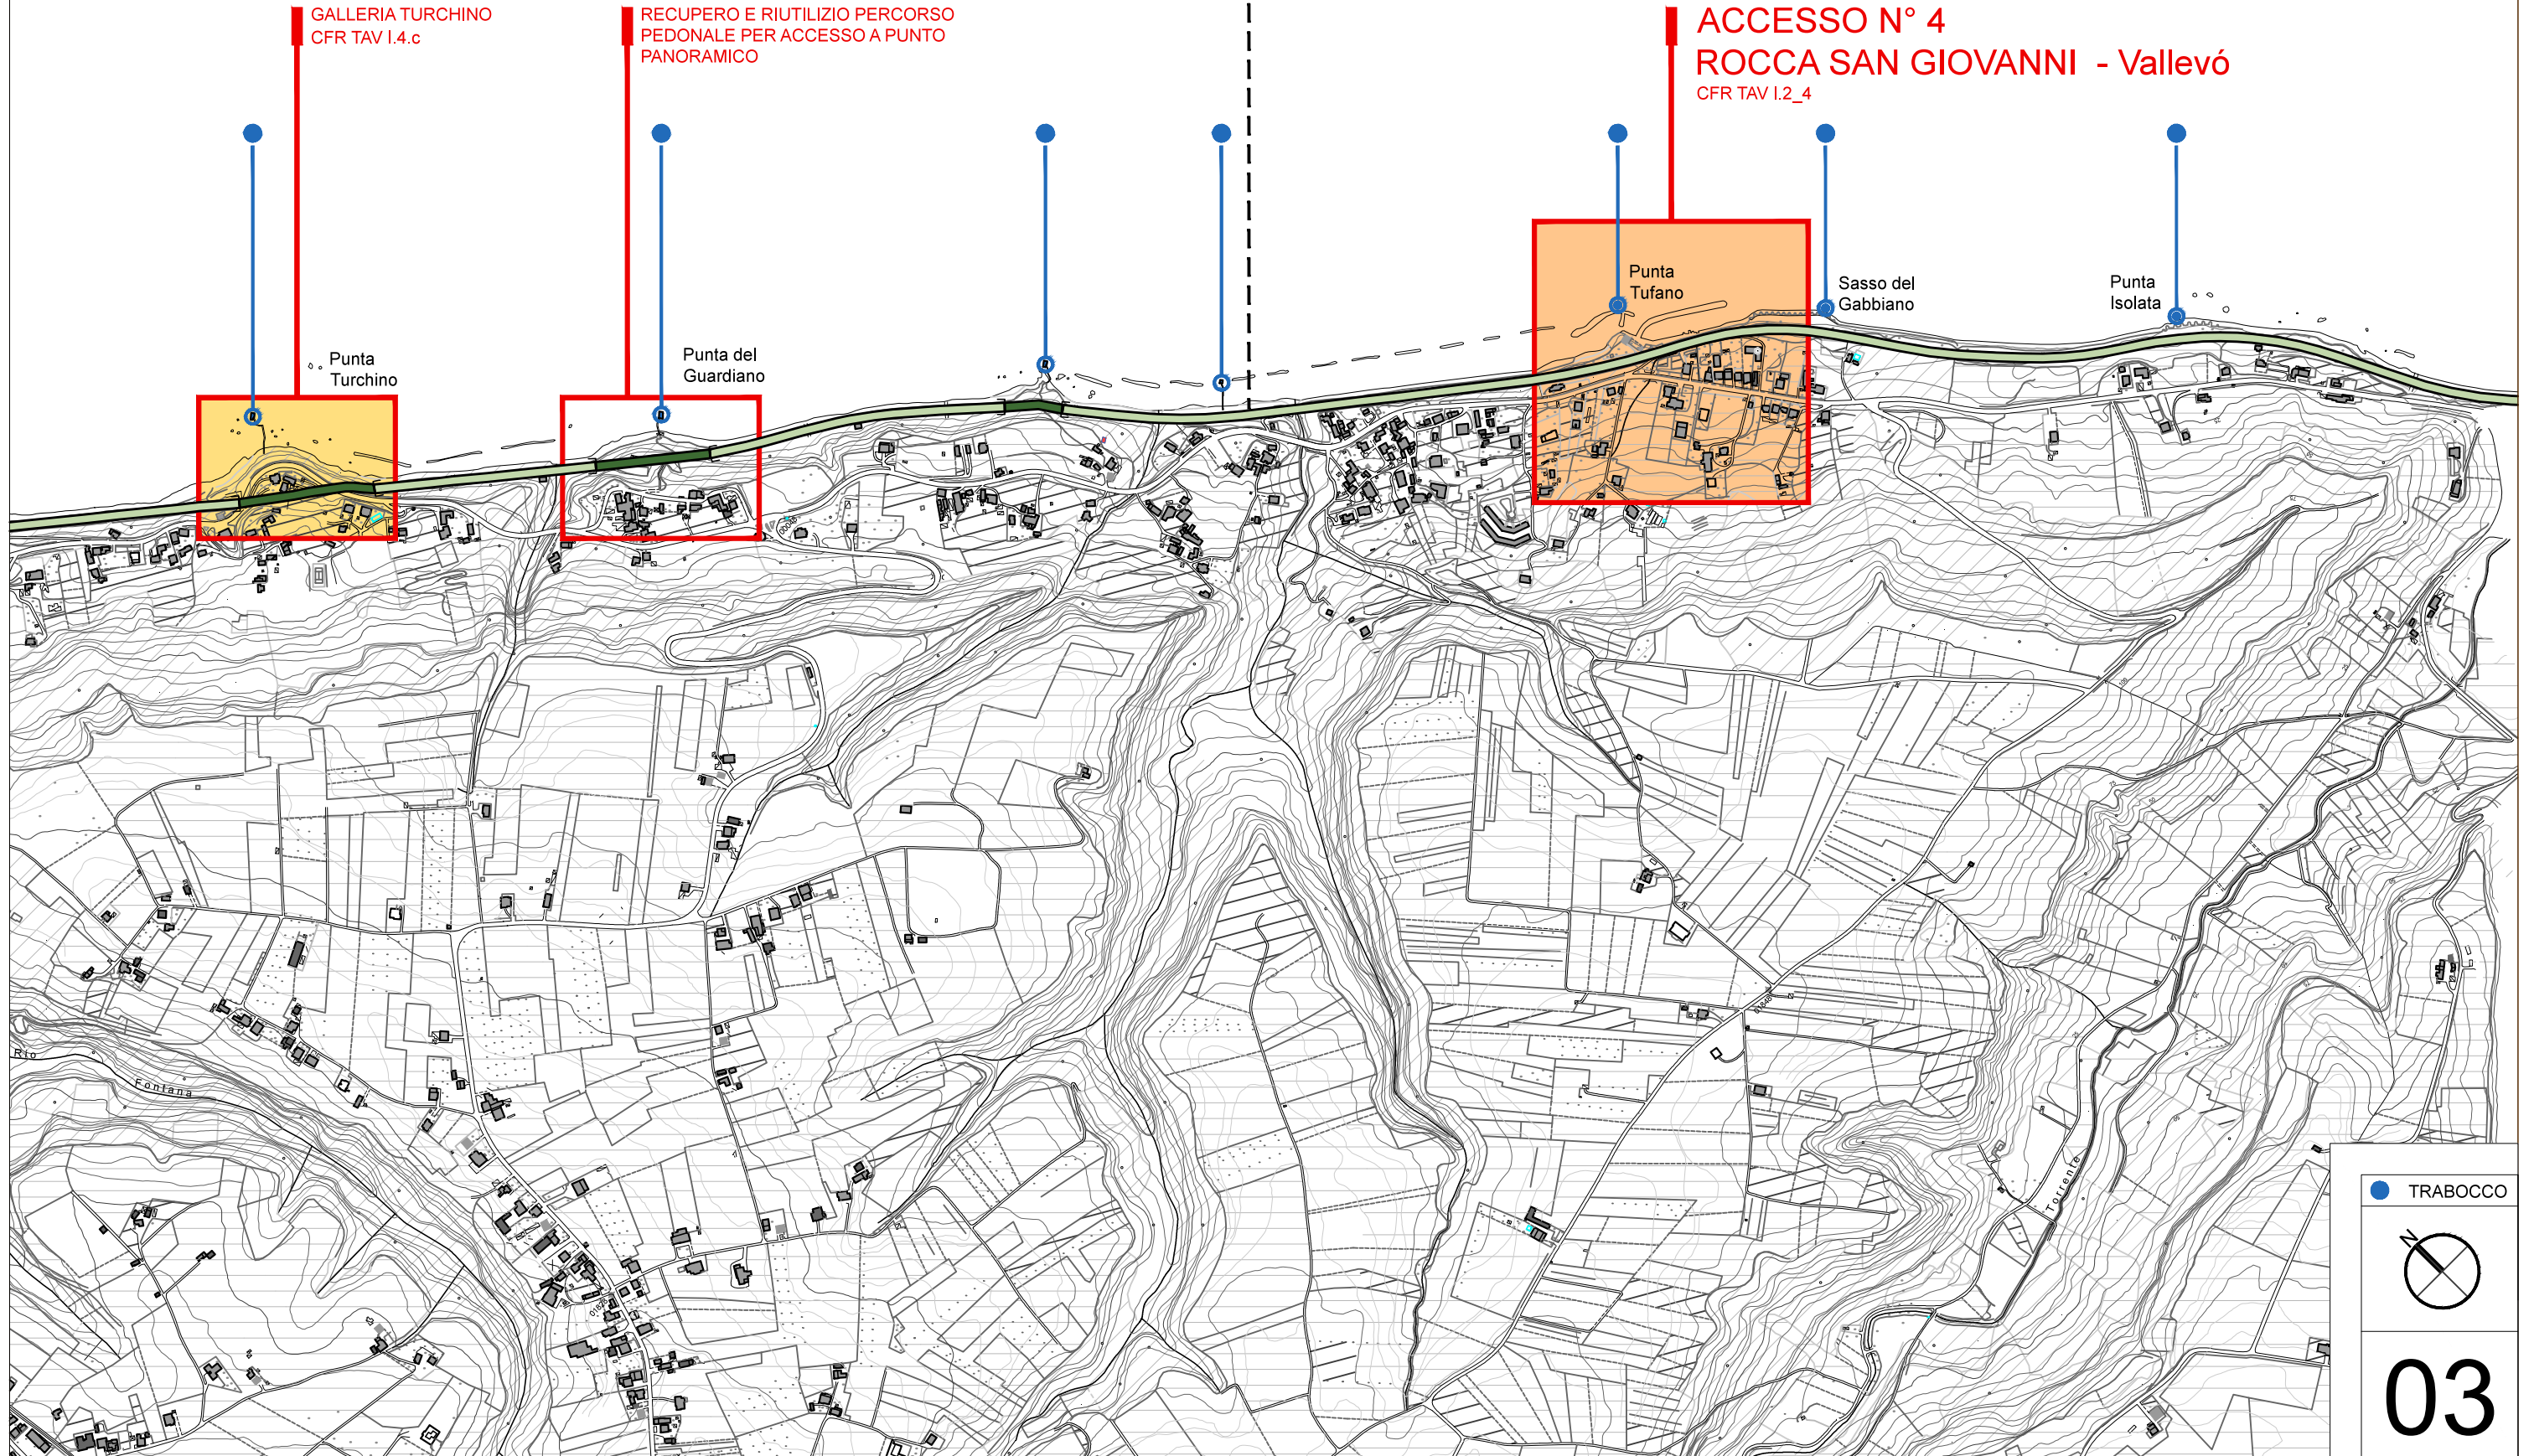 GALLERIA TURCHINO
CFR TAV I.4.c
RECUPERO E RIUTILIZIO PERCORSO
PEDONALE PER ACCESSO A PUNTO
PANORAMICO
ACCESSO N° 4
ROCCA SAN GIOVANNI - Vallevó
CFR TAV I.2_4
Punta
Turchino
Punta del
Guardiano
Punta
Tufano
Sasso del
Gabbiano
Punta
Isolata
Rio
Fontana
Torrente
TRABOCCO
N
03